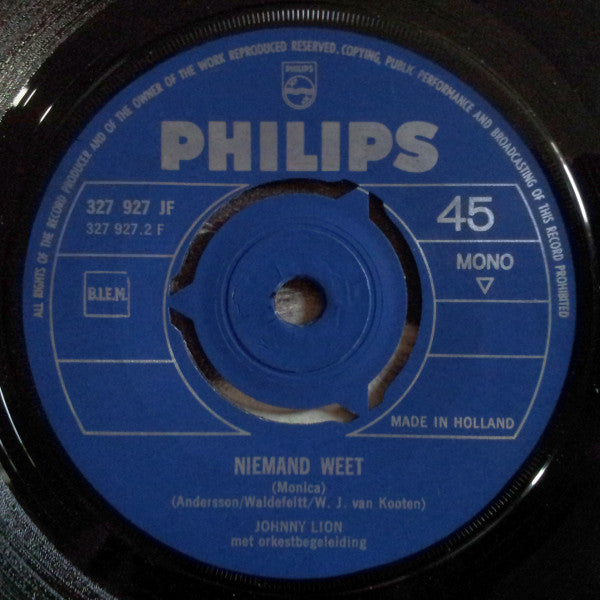 ALL RIGHTS OF THE RECORD PRODUCER AND OF THE OWNER OF THE WORK REPRODUCED RESERVED. COPYING, PUBLIC PERFORMANCE AND BROADCASTING OF THIS RECORD PROHIBITED
PHILIPS
PHILIPS
327 927 JF
327 927.2 F
45
B.I.E.M.
MONO
MADE IN HOLLAND
NIEMAND WEET
(Monica)
(Andersson/Waldefeitt/W. J. van Kooten)
JOHNNY LION
met orkestbegeleiding